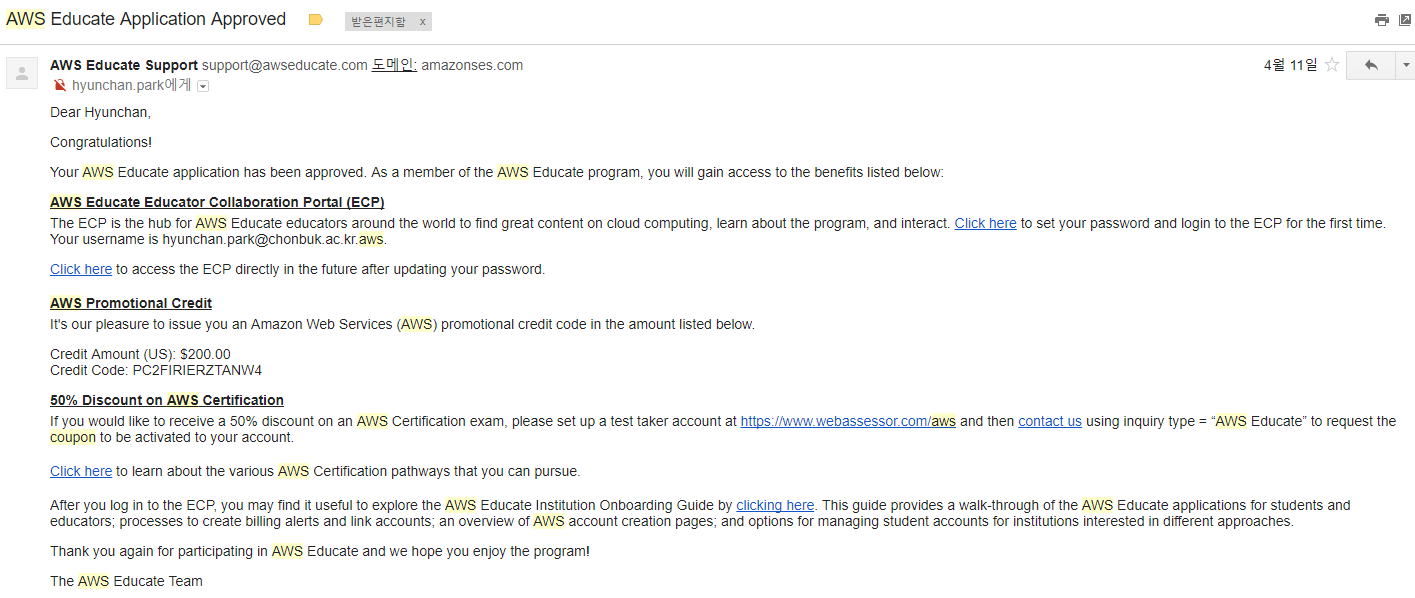 AWS Educate Application Approved 받은편지함 x
AWS Educate Support support@awseducate.com 도메인: amazonses.com 4월 11일
hyunchan.park에게
Dear Hyunchan,
Congratulations!
Your AWS Educate application has been approved. As a member of the AWS Educate program, you will gain access to the benefits listed below:
AWS Educate Educator Collaboration Portal (ECP)
The ECP is the hub for AWS Educate educators around the world to find great content on cloud computing, learn about the program, and interact. Click here to set your password and login to the ECP for the first time.
Your username is hyunchan.park@chonbuk.ac.kr.aws.
Click here to access the ECP directly in the future after updating your password.
AWS Promotional Credit
It's our pleasure to issue you an Amazon Web Services (AWS) promotional credit code in the amount listed below.
Credit Amount (US): $200.00
Credit Code: PC2FIRIERZTANW4
50% Discount on AWS Certification
If you would like to receive a 50% discount on an AWS Certification exam, please set up a test taker account at https://www.webassessor.com/aws and then contact us using inquiry type = “AWS Educate” to request the
coupon to be activated to your account.
Click here to learn about the various AWS Certification pathways that you can pursue.
After you log in to the ECP, you may find it useful to explore the AWS Educate Institution Onboarding Guide by clicking here. This guide provides a walk-through of the AWS Educate applications for students and
educators; processes to create billing alerts and link accounts; an overview of AWS account creation pages; and options for managing student accounts for institutions interested in different approaches.
Thank you again for participating in AWS Educate and we hope you enjoy the program!
The AWS Educate Team